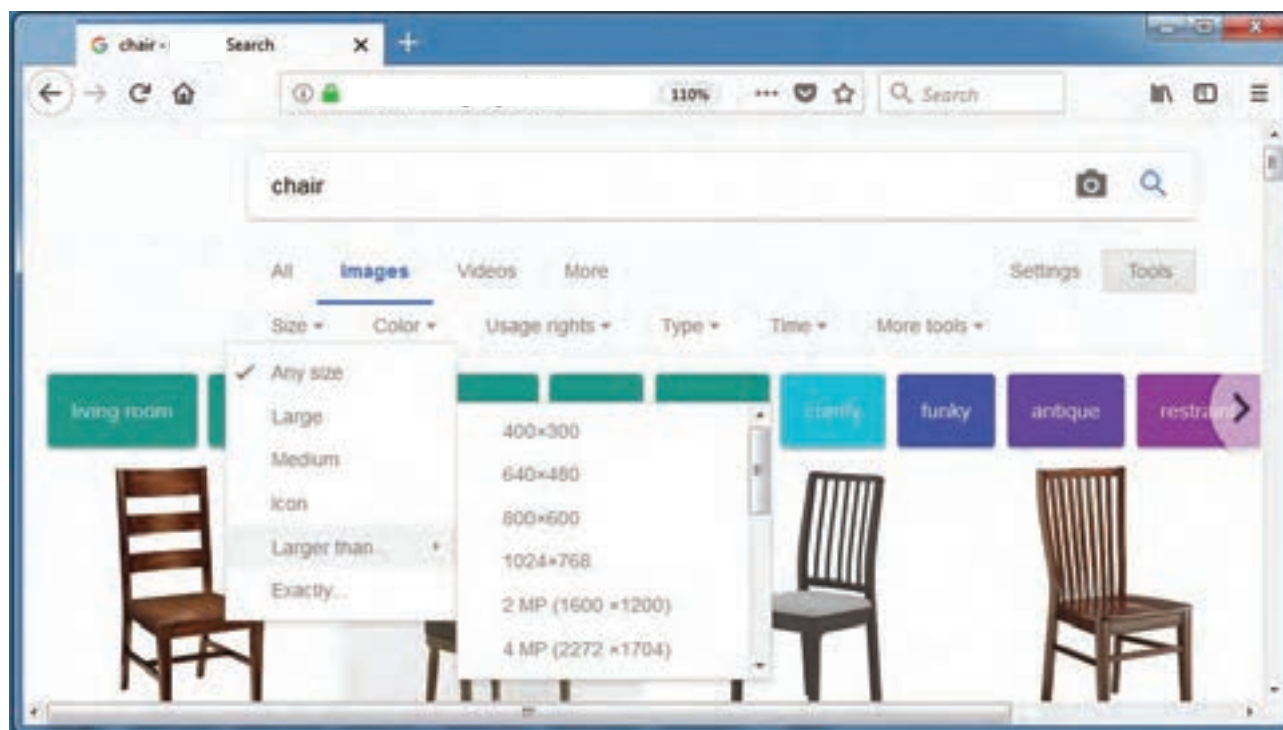 chair - Search
110% Search
chair
All Images Videos More Settings Tools
Size Color Usage rights Type Time More tools
Any size
Large
Medium
Icon
Larger than...
Exactly...
living room comfy funky antique
400×300
640×480
800×600
1024×768
2 MP (1600 ×1200)
4 MP (2272 ×1704)